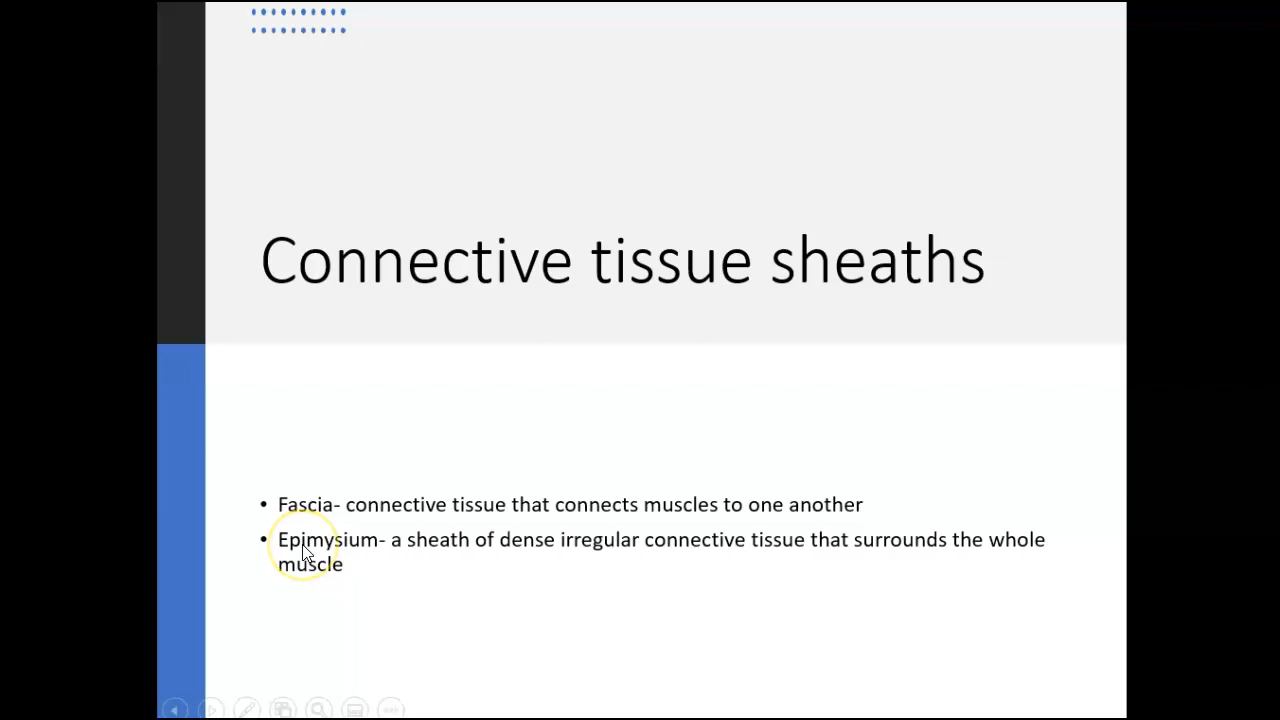 Connective tissue sheaths
• Fascia- connective tissue that connects muscles to one another
• Epimysium- a sheath of dense irregular connective tissue that surrounds the whole
muscle